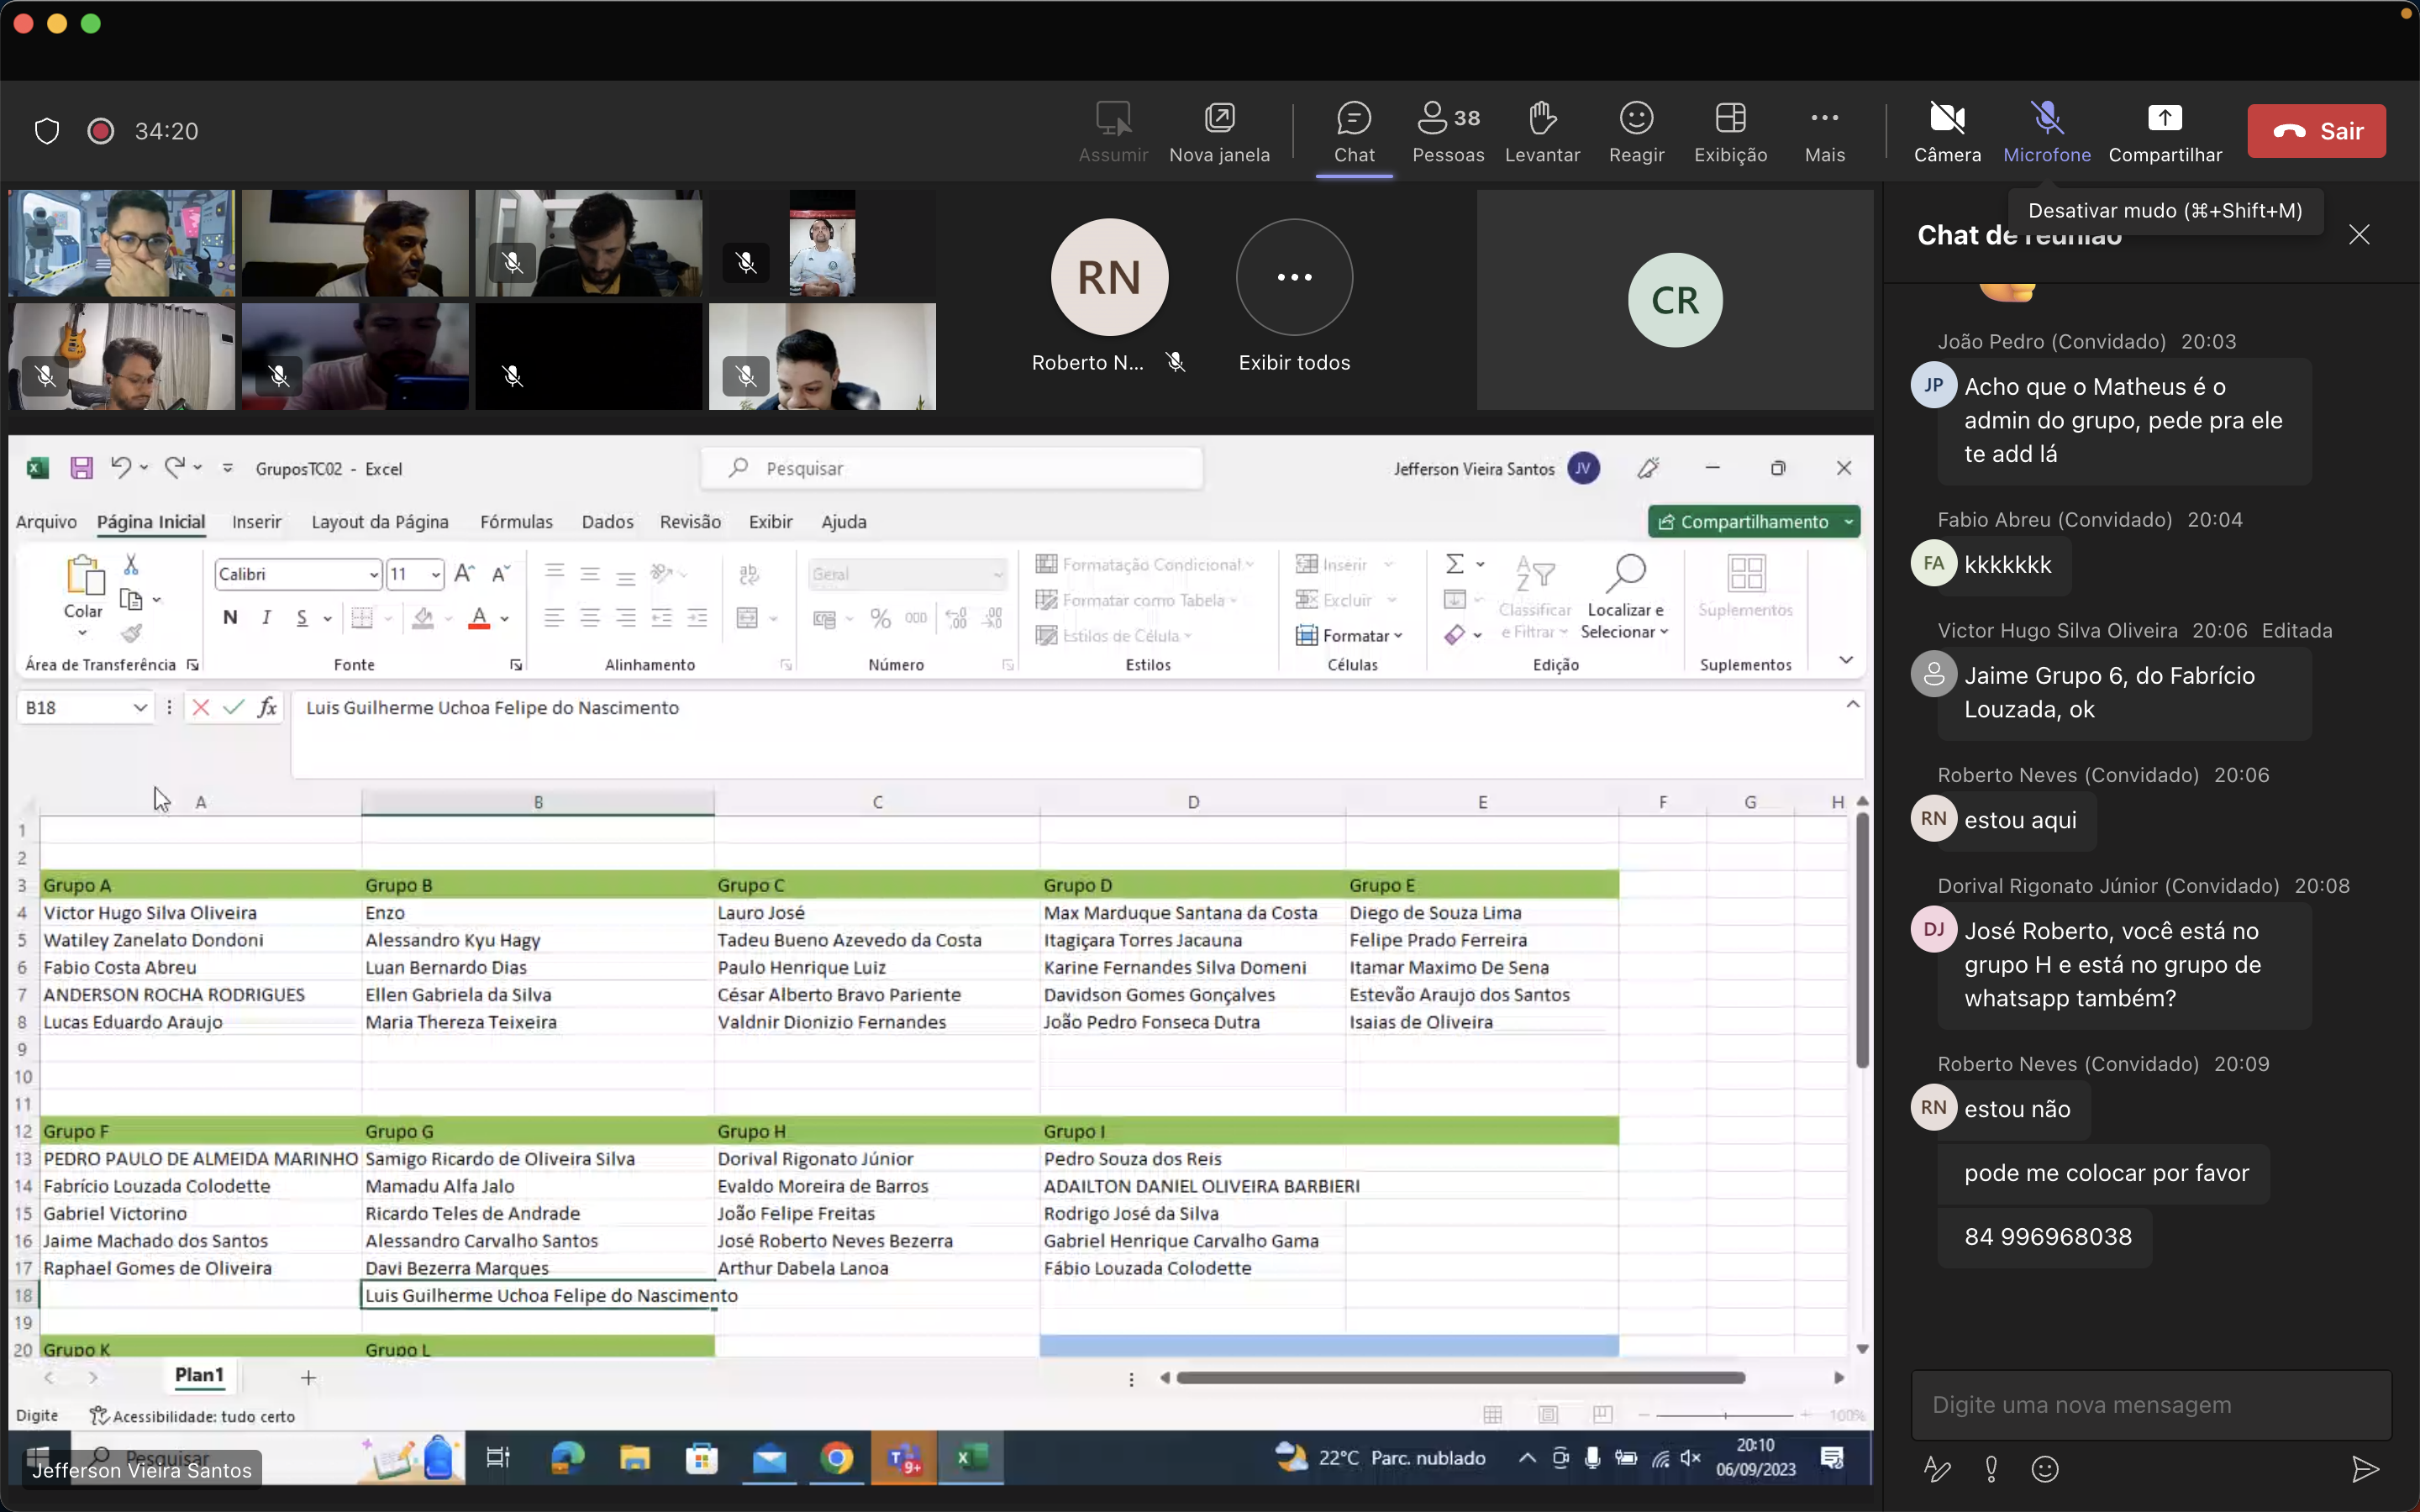 34:20
Assumir
Nova janela
Chat
38
Pessoas
Levantar
Reagir
Exibição
Mais
Câmera
Microfone
Compartilhar
Sair
Desativar mudo (⌘+Shift+M)
Chat de reunião
RN
Roberto N...
Exibir todos
CR
João Pedro (Convidado) 20:03
JP
Acho que o Matheus é o
admin do grupo, pede pra ele
te add lá
Fabio Abreu (Convidado) 20:04
FA
kkkkkkk
Victor Hugo Silva Oliveira 20:06 Editada
Jaime Grupo 6, do Fabrício
Louzada, ok
Roberto Neves (Convidado) 20:06
RN
estou aqui
Dorival Rigonato Júnior (Convidado) 20:08
DJ
José Roberto, você está no
grupo H e está no grupo de
whatsapp também?
Roberto Neves (Convidado) 20:09
RN
estou não
pode me colocar por favor
84 996968038
Digite uma nova mensagem
GruposTC02 - Excel
Pesquisar
Jefferson Vieira Santos JV
Arquivo Página Inicial Inserir Layout da Página Fórmulas Dados Revisão Exibir Ajuda
Compartilhamento
Colar
Área de Transferência
Calibri 11
N I S
Fonte
Alinhamento
Geral
% 000
Número
Formatação Condicional
Formatar como Tabela
Estilos de Célula
Estilos
Inserir
Excluir
Formatar
Células
Classificar
e Filtrar
Localizar e
Selecionar
Edição
Suplementos
Suplementos
B18 fx Luis Guilherme Uchoa Felipe do Nascimento
A B C D E F G H
1
2
3 Grupo A Grupo B Grupo C Grupo D Grupo E
4 Victor Hugo Silva Oliveira Enzo Lauro José Max Marduque Santana da Costa Diego de Souza Lima
5 Watiley Zanelato Dondoni Alessandro Kyu Hagy Tadeu Bueno Azevedo da Costa Itagiçara Torres Jacauna Felipe Prado Ferreira
6 Fabio Costa Abreu Luan Bernardo Dias Paulo Henrique Luiz Karine Fernandes Silva Domeni Itamar Maximo De Sena
7 ANDERSON ROCHA RODRIGUES Ellen Gabriela da Silva César Alberto Bravo Pariente Davidson Gomes Gonçalves Estevão Araujo dos Santos
8 Lucas Eduardo Araujo Maria Thereza Teixeira Valdnir Dionizio Fernandes João Pedro Fonseca Dutra Isaias de Oliveira
9
10
11
12 Grupo F Grupo G Grupo H Grupo I
13 PEDRO PAULO DE ALMEIDA MARINHO Samigo Ricardo de Oliveira Silva Dorival Rigonato Júnior Pedro Souza dos Reis
14 Fabrício Louzada Colodette Mamadu Alfa Jalo Evaldo Moreira de Barros ADAILTON DANIEL OLIVEIRA BARBIERI
15 Gabriel Victorino Ricardo Teles de Andrade João Felipe Freitas Rodrigo José da Silva
16 Jaime Machado dos Santos Alessandro Carvalho Santos José Roberto Neves Bezerra Gabriel Henrique Carvalho Gama
17 Raphael Gomes de Oliveira Davi Bezerra Marques Arthur Dabela Lanoa Fábio Louzada Colodette
18 Luis Guilherme Uchoa Felipe do Nascimento
19
20 Grupo K Grupo L
Plan1
Digite
Acessibilidade: tudo certo
100%
Pesquisar
Jefferson Vieira Santos
9+
22°C Parc. nublado
20:10
06/09/2023